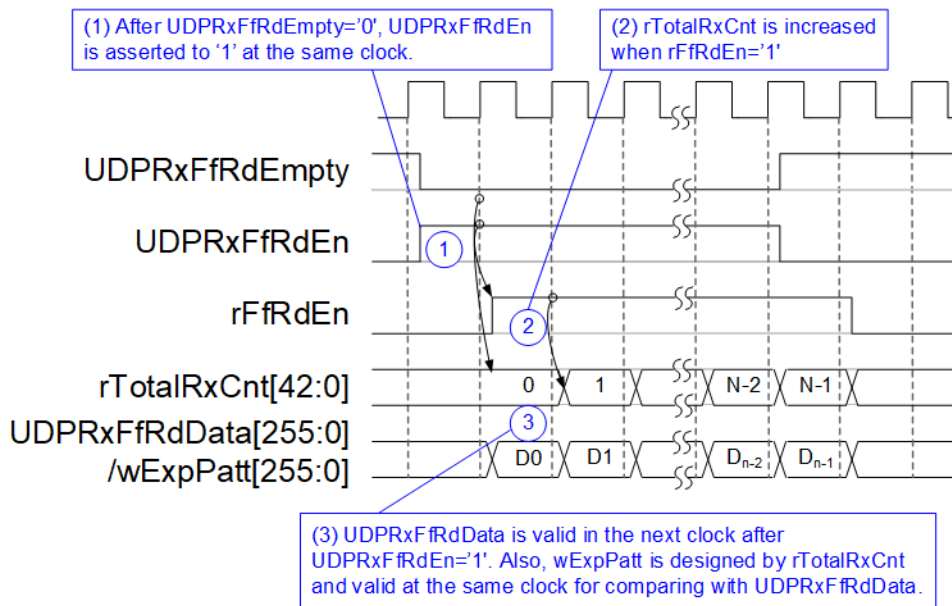 (1) After UDPRxFfRdEmpty='0', UDPRxFfRdEn
is asserted to ‘1’ at the same clock.
(2) rTotalRxCnt is increased
when rFfRdEn='1'
UDPRxFfRdEmpty
UDPRxFfRdEn
1
rFfRdEn
2
rTotalRxCnt[42:0]
0 1 N-2 N-1
3
UDPRxFfRdData[255:0]
/wExpPatt[255:0]
D0 D1 Dn-2 Dn-1
(3) UDPRxFfRdData is valid in the next clock after
UDPRxFfRdEn='1'. Also, wExpPatt is designed by rTotalRxCnt
and valid at the same clock for comparing with UDPRxFfRdData.